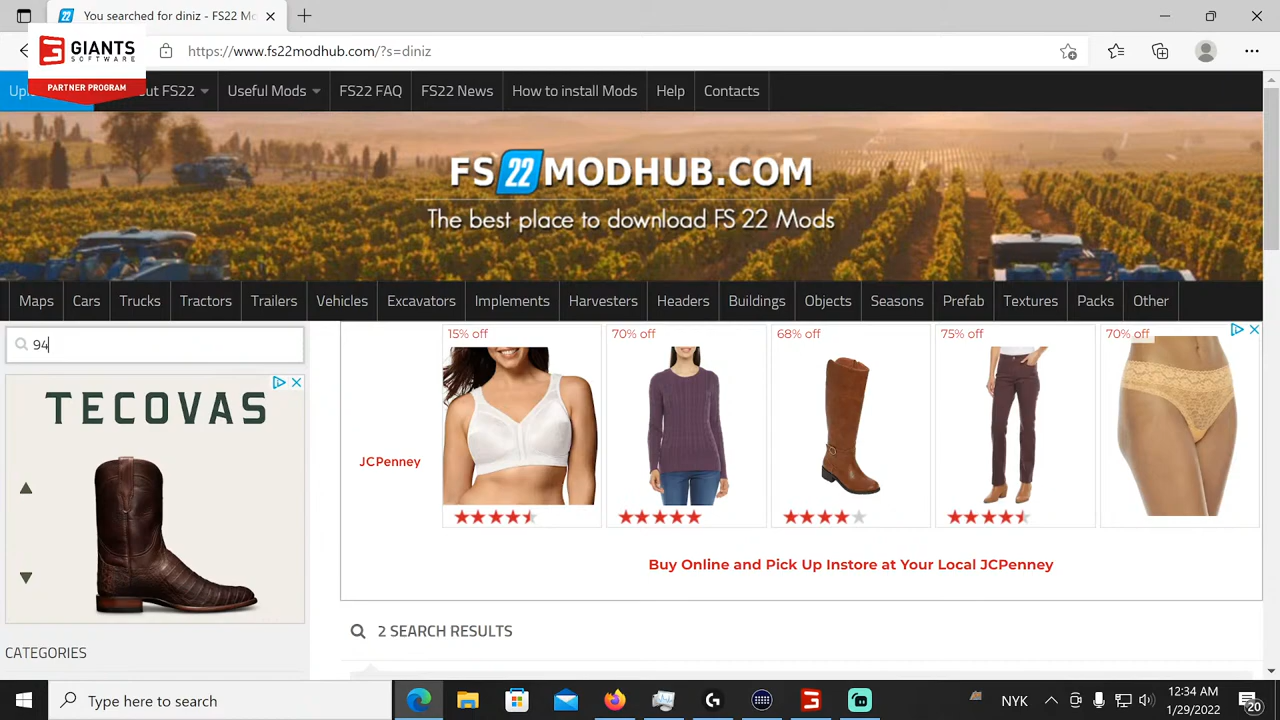 You searched for diniz - FS22 Mo
GIANTS
SOFTWARE
PARTNER PROGRAM
https://www.fs22modhub.com/?s=diniz
Upl
out FS22
Useful Mods
FS22 FAQ
FS22 News
How to install Mods
Help
Contacts
FS22MODHUB.COM
The best place to download FS 22 Mods
Maps
Cars
Trucks
Tractors
Trailers
Vehicles
Excavators
Implements
Harvesters
Headers
Buildings
Objects
Seasons
Prefab
Textures
Packs
Other
94
TECOVAS
15% off
70% off
68% off
75% off
70% off
JCPenney
Buy Online and Pick Up Instore at Your Local JCPenney
2 SEARCH RESULTS
CATEGORIES
Type here to search
NYK
12:34 AM
1/29/2022
20